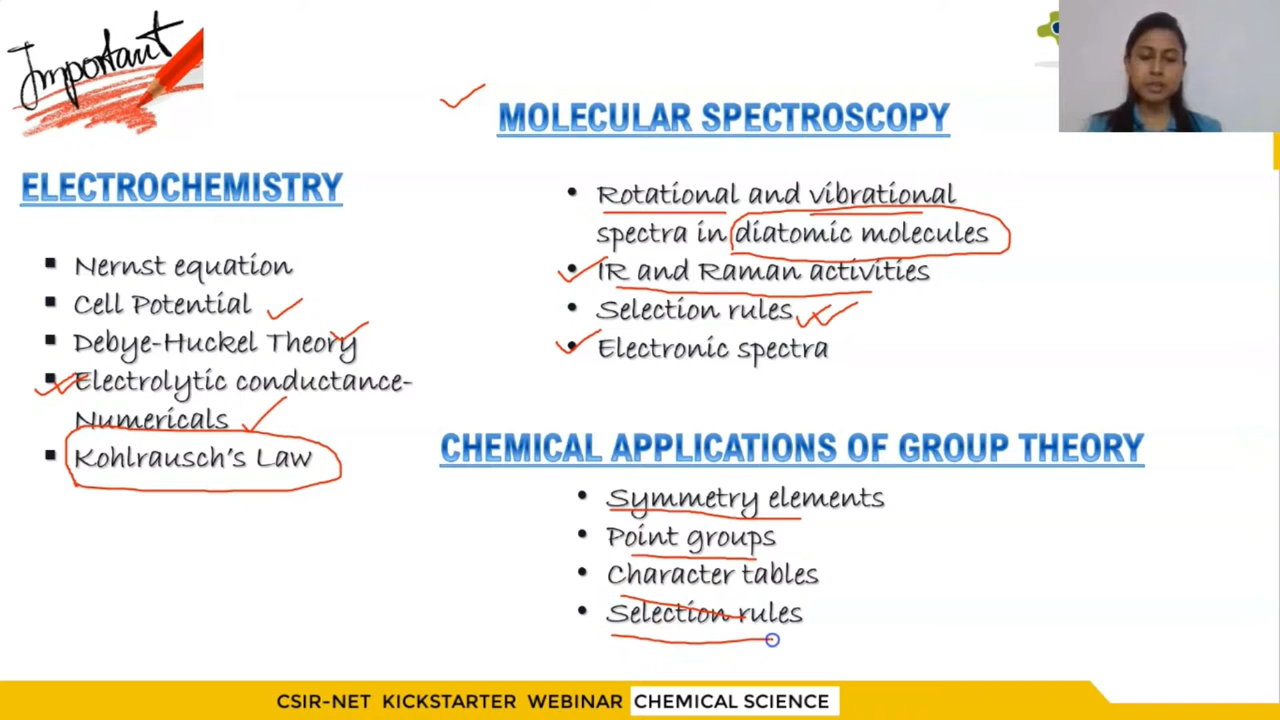 Important
ELECTROCHEMISTRY
Nernst equation
Cell Potential
Debye-Huckel Theory
Electrolytic conductance-
Numericals
Kohlrausch's Law
MOLECULAR SPECTROSCOPY
Rotational and vibrational
spectra in diatomic molecules
IR and Raman activities
Selection rules
Electronic spectra
CHEMICAL APPLICATIONS OF GROUP THEORY
Symmetry elements
Point groups
Character tables
Selection rules
CSIR-NET KICKSTARTER WEBINAR CHEMICAL SCIENCE